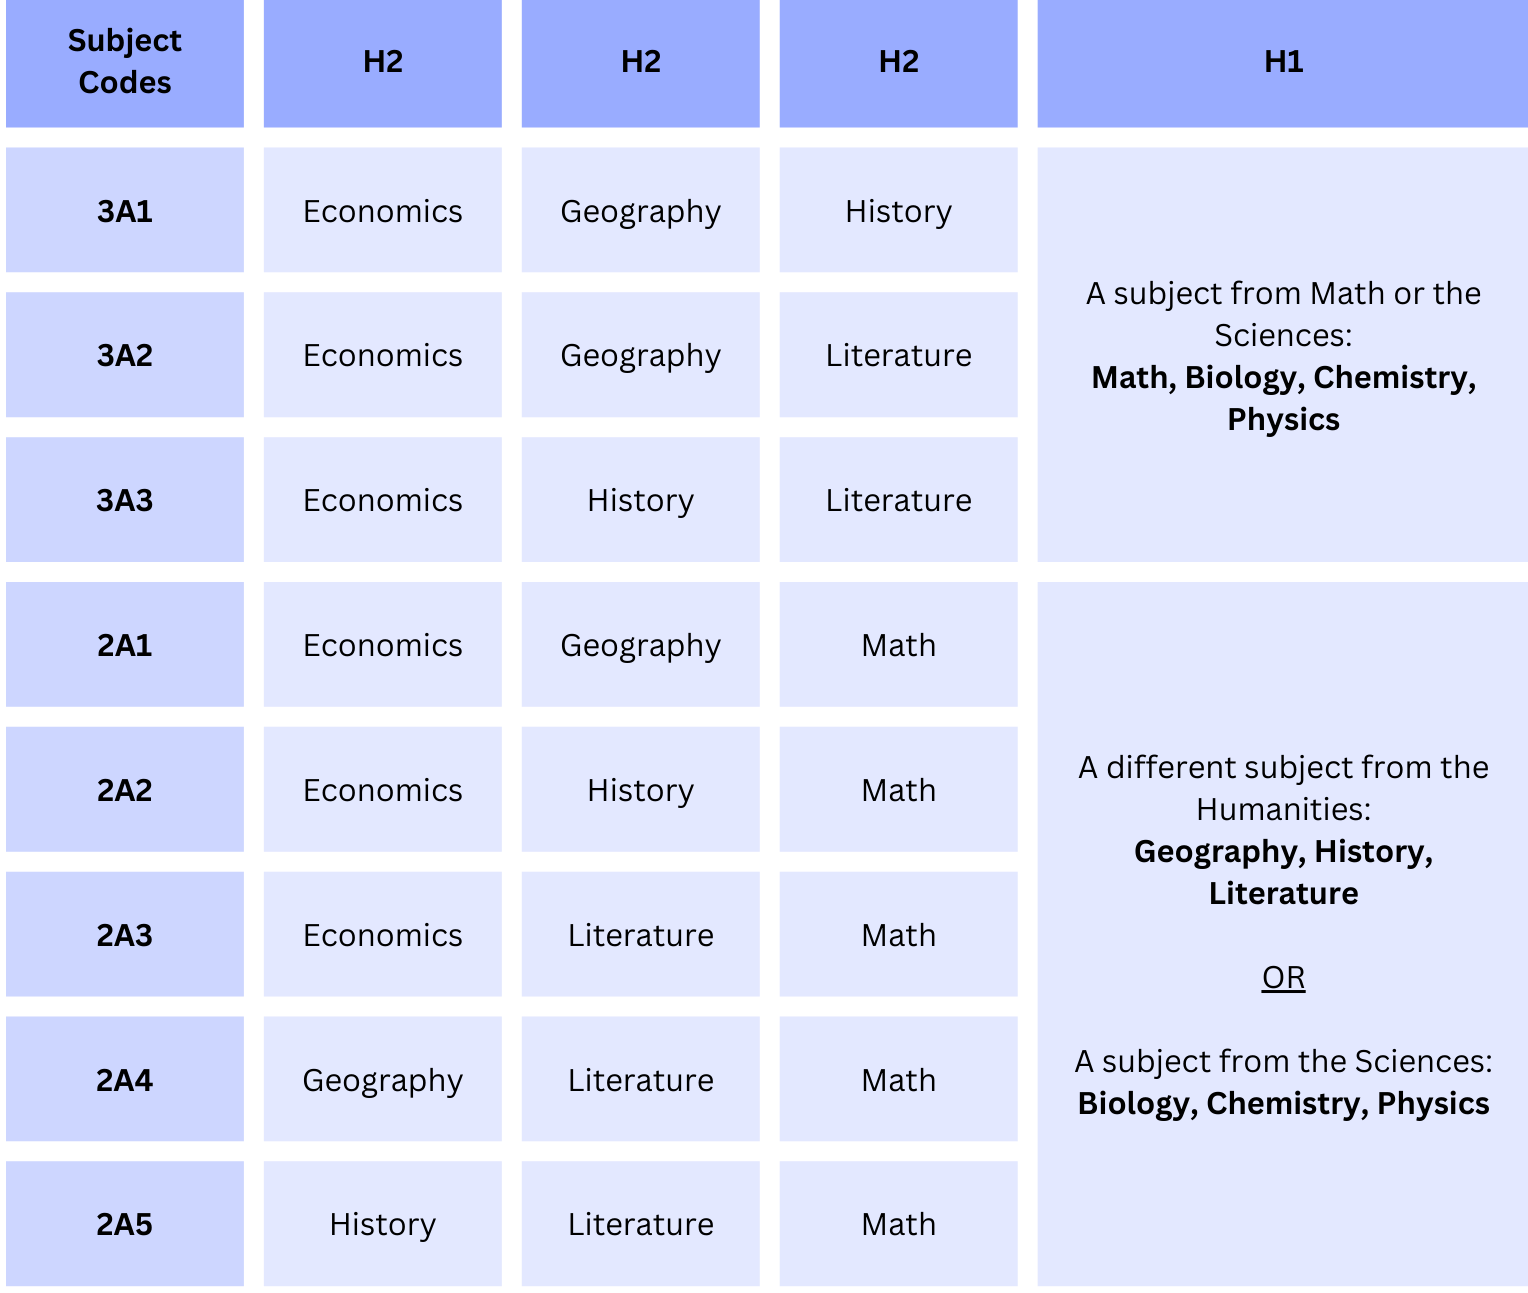 Subject
Codes
H2
H2
H2
H1
3A1
Economics
Geography
History
3A2
Economics
Geography
Literature
3A3
Economics
History
Literature
A subject from Math or the
Sciences:
Math, Biology, Chemistry,
Physics
2A1
Economics
Geography
Math
2A2
Economics
History
Math
2A3
Economics
Literature
Math
2A4
Geography
Literature
Math
2A5
History
Literature
Math
A different subject from the
Humanities:
Geography, History,
Literature
OR
A subject from the Sciences:
Biology, Chemistry, Physics